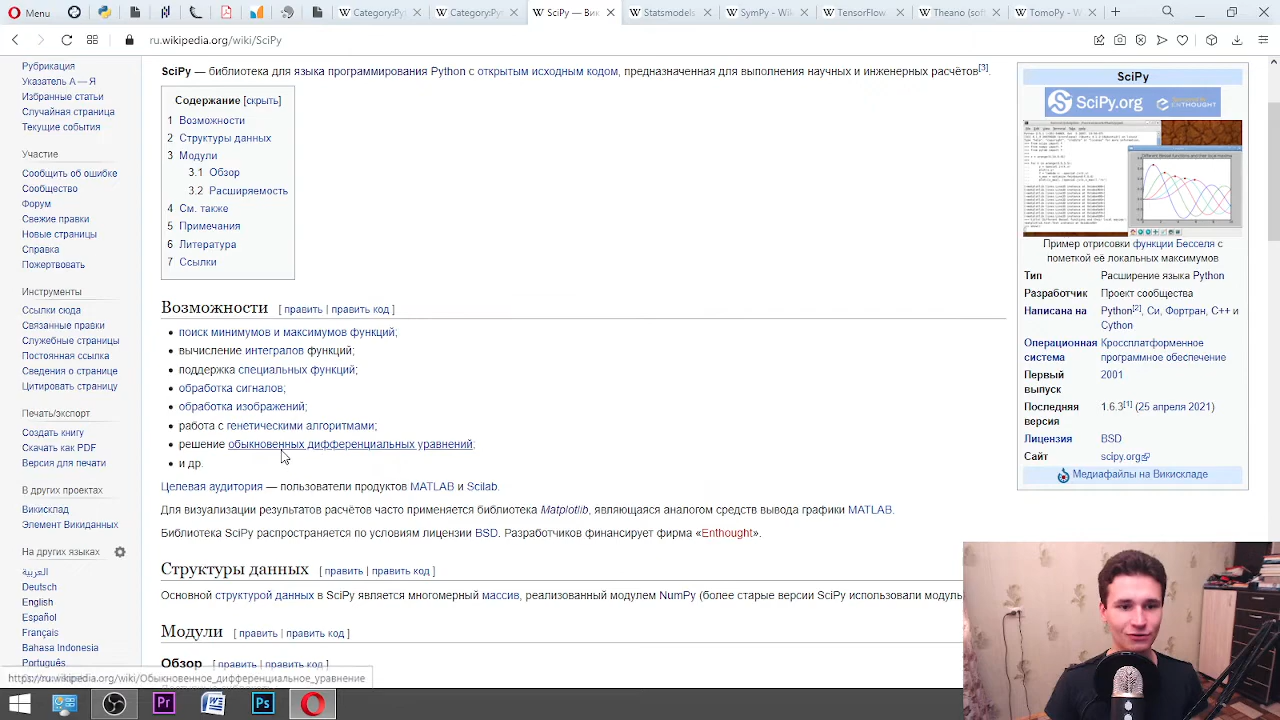 Category:Pyt
Category:Pyt
SciPy — Вик
Statsmodels
SymPy - Wik
TensorFlow
Theano (soft
TomoPy - W
ru.wikipedia.org/wiki/SciPy
Рубрикация
Указатель А — Я
Избранные статьи
Случайная страница
Текущие события
Участие
Сообщить об ошибке
Сообщество
Форум
Свежие правки
Новые страницы
Справка
Пожертвовать
Инструменты
Ссылки сюда
Связанные правки
Служебные страницы
Постоянная ссылка
Сведения о странице
Цитировать страницу
Печать/экспорт
Создать книгу
Скачать как PDF
Версия для печати
В других проектах
Викисклад
Элемент Викиданных
На других языках
العربية
Deutsch
English
Español
Français
Bahasa Indonesia
Português
SciPy — библиотека для языка программирования Python с открытым исходным кодом, предназначенная для выполнения научных и инженерных расчётов[3].
Содержание [скрыть]
1 Возможности
2 Структуры данных
3 Модули
3.1 Обзор
3.2 Расширяемость
4 См. также
5 Примечания
6 Литература
7 Ссылки
Возможности [ править | править код ]
поиск минимумов и максимумов функций;
вычисление интегралов функций;
поддержка специальных функций;
обработка сигналов;
обработка изображений;
работа с генетическими алгоритмами;
решение обыкновенных дифференциальных уравнений;
и др.
Целевая аудитория — пользователи продуктов MATLAB и Scilab.
Для визуализации результатов расчётов часто применяется библиотека Matplotlib, являющаяся аналогом средств вывода графики MATLAB.
Библиотека SciPy распространяется по условиям лицензии BSD. Разработчиков финансирует фирма «Enthought».
Структуры данных [ править | править код ]
Основной структурой данных в SciPy является многомерный массив, реализованный модулем NumPy (более старые версии SciPy использовали модуль
Модули [ править | править код ]
Обзор [ править | править код ]
SciPy
SciPy.org
ENTHOUGHT
Пример отрисовки функции Бесселя с
пометкой её локальных максимумов
Тип Расширение языка Python
Разработчик Проект сообщества
Написана на Python[2], Си, Фортран, C++ и
Cython
Операционная Кроссплатформенное
система программное обеспечение
Первый 2001
выпуск
Последняя 1.6.3[1] (25 апреля 2021)
версия
Лицензия BSD
Сайт scipy.org
Медиафайлы на Викискладе
https://ru.wikipedia.org/wiki/Обыкновенное_дифференциальное_уравнение
Pr
Ps